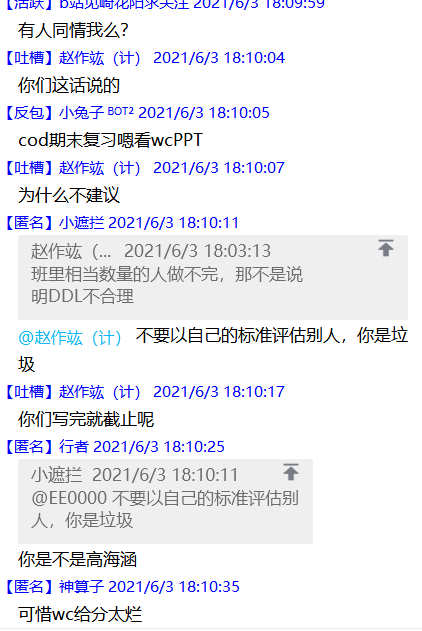 【活跃】b站见崎花阳求关注 2021/6/3 18:09:59
有人同情我么？
【吐槽】赵作竑（计） 2021/6/3 18:10:04
你们这话说的
【反包】小兔子 BOT² 2021/6/3 18:10:05
cod期末复习嗯看wcPPT
【吐槽】赵作竑（计） 2021/6/3 18:10:07
为什么不建议
【匿名】小遮拦 2021/6/3 18:10:11
赵作竑（... 2021/6/3 18:03:13
班里相当数量的人做不完，那不是说
明DDL不合理
@赵作竑（计） 不要以自己的标准评估别人，你是垃
圾
【吐槽】赵作竑（计） 2021/6/3 18:10:17
你们写完就截止呢
【匿名】行者 2021/6/3 18:10:25
小遮拦 2021/6/3 18:10:11
@EE0000 不要以自己的标准评估别
人，你是垃圾
你是不是高海涵
【匿名】神算子 2021/6/3 18:10:35
可惜wc给分太烂